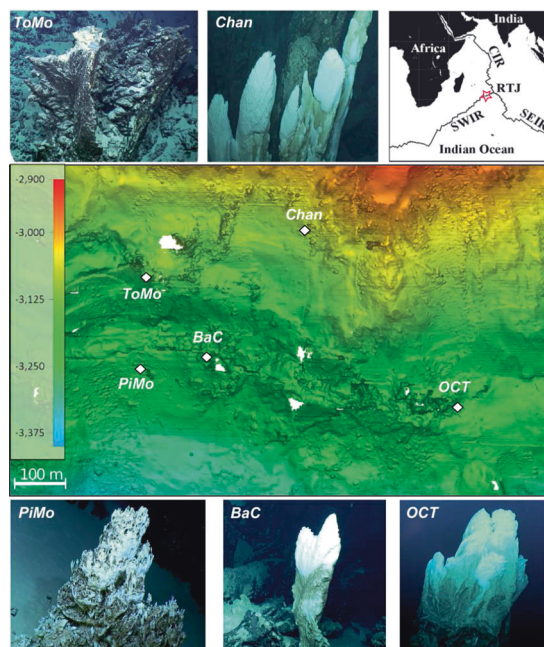 ToMo
Chan
India
Africa
CIR
RTJ
SWIR
SEIR
Indian Ocean
-2,900
-3,000
-3,125
-3,250
-3,375
100 m
Chan
ToMo
BaC
PiMo
OCT
PiMo
BaC
OCT